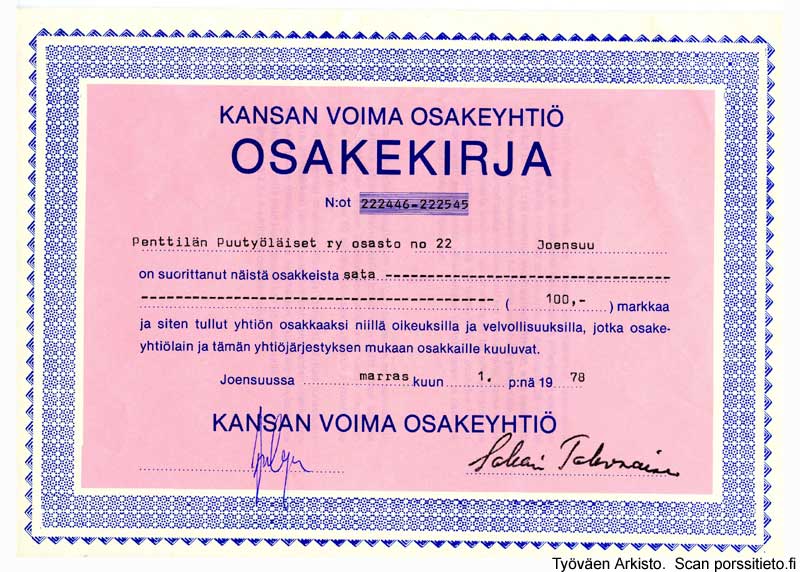 KANSAN VOIMA OSAKEYHTIÖ
OSAKEKIRJA
N:ot 222446-222545
Penttilän Puutyöläiset ry osasto no 22 Joensuu
on suorittanut näistä osakkeista sata
( 100,- ) markkaa
ja siten tullut yhtiön osakkaaksi niillä oikeuksilla ja velvollisuuksilla, jotka osake-
yhtiölain ja tämän yhtiöjärjestyksen mukaan osakkaille kuuluvat.
Joensuussa marras kuun 1. p:nä 19 78
KANSAN VOIMA OSAKEYHTIÖ
Työväen Arkisto. Scan porssitieto.fi